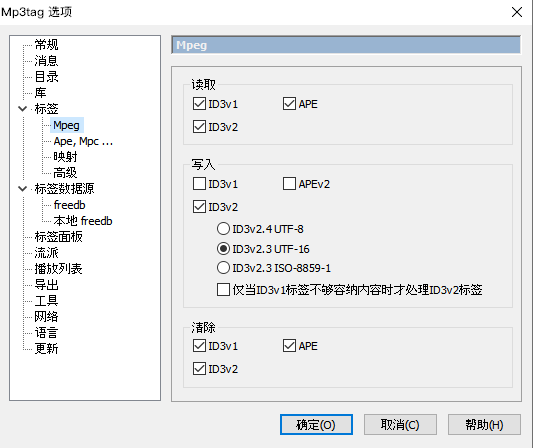 Mp3tag 选项
常规
消息
目录
库
标签
Mpeg
Ape, Mpc ...
映射
高级
标签数据源
freedb
本地 freedb
标签面板
流派
播放列表
导出
工具
网络
语言
更新
Mpeg
读取
ID3v1
APE
ID3v2
写入
ID3v1
APEv2
ID3v2
ID3v2.4 UTF-8
ID3v2.3 UTF-16
ID3v2.3 ISO-8859-1
仅当ID3v1标签不够容纳内容时才处理ID3v2标签
清除
ID3v1
APE
ID3v2
确定(O)
取消(C)
帮助(H)